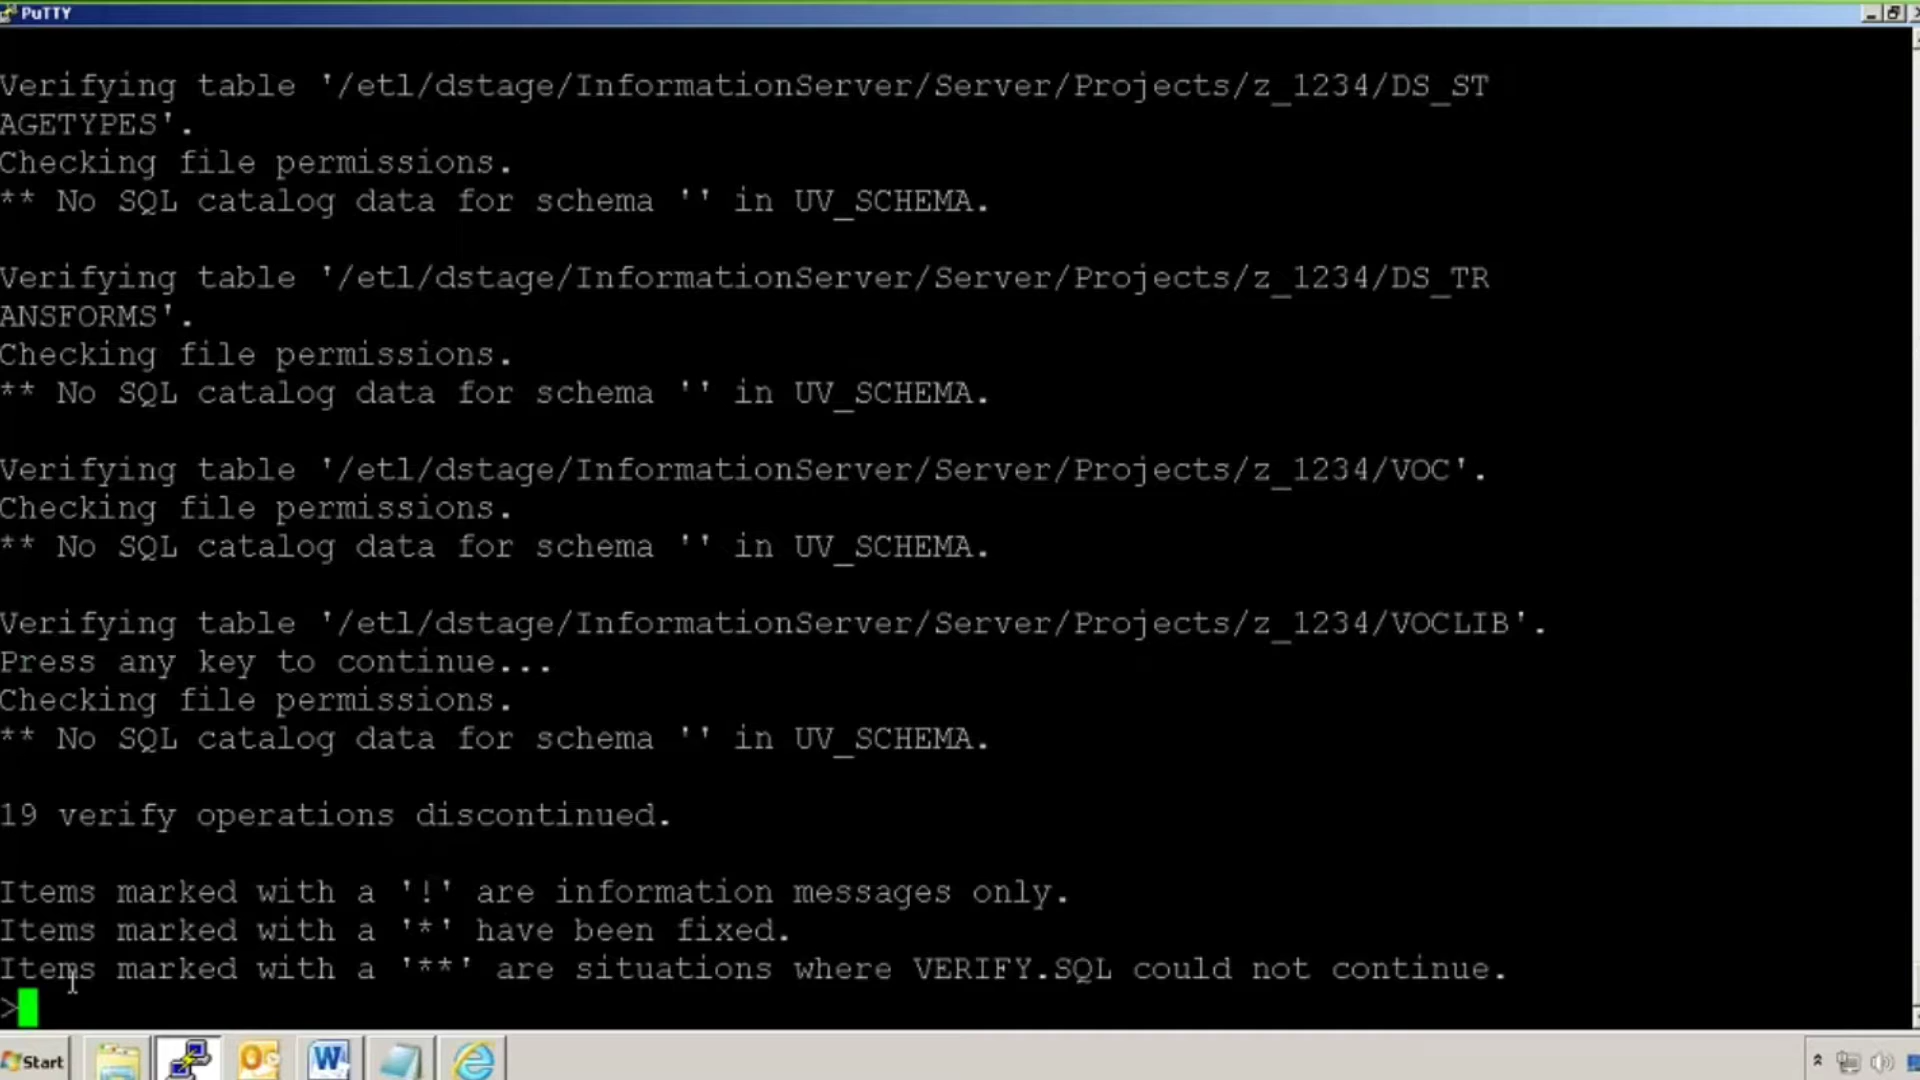 PuTTY
Verifying table '/etl/dstage/InformationServer/Server/Projects/z_1234/DS_ST
AGETYPES'.
Checking file permissions.
** No SQL catalog data for schema '' in UV_SCHEMA.
Verifying table '/etl/dstage/InformationServer/Server/Projects/z_1234/DS_TR
ANSFORMS'.
Checking file permissions.
** No SQL catalog data for schema '' in UV_SCHEMA.
Verifying table '/etl/dstage/InformationServer/Server/Projects/z_1234/VOC'.
Checking file permissions.
** No SQL catalog data for schema '' in UV_SCHEMA.
Verifying table '/etl/dstage/InformationServer/Server/Projects/z_1234/VOCLIB'.
Press any key to continue...
Checking file permissions.
** No SQL catalog data for schema '' in UV_SCHEMA.
19 verify operations discontinued.
Items marked with a '!' are information messages only.
Items marked with a '*' have been fixed.
Items marked with a '**' are situations where VERIFY.SQL could not continue.
>
Start